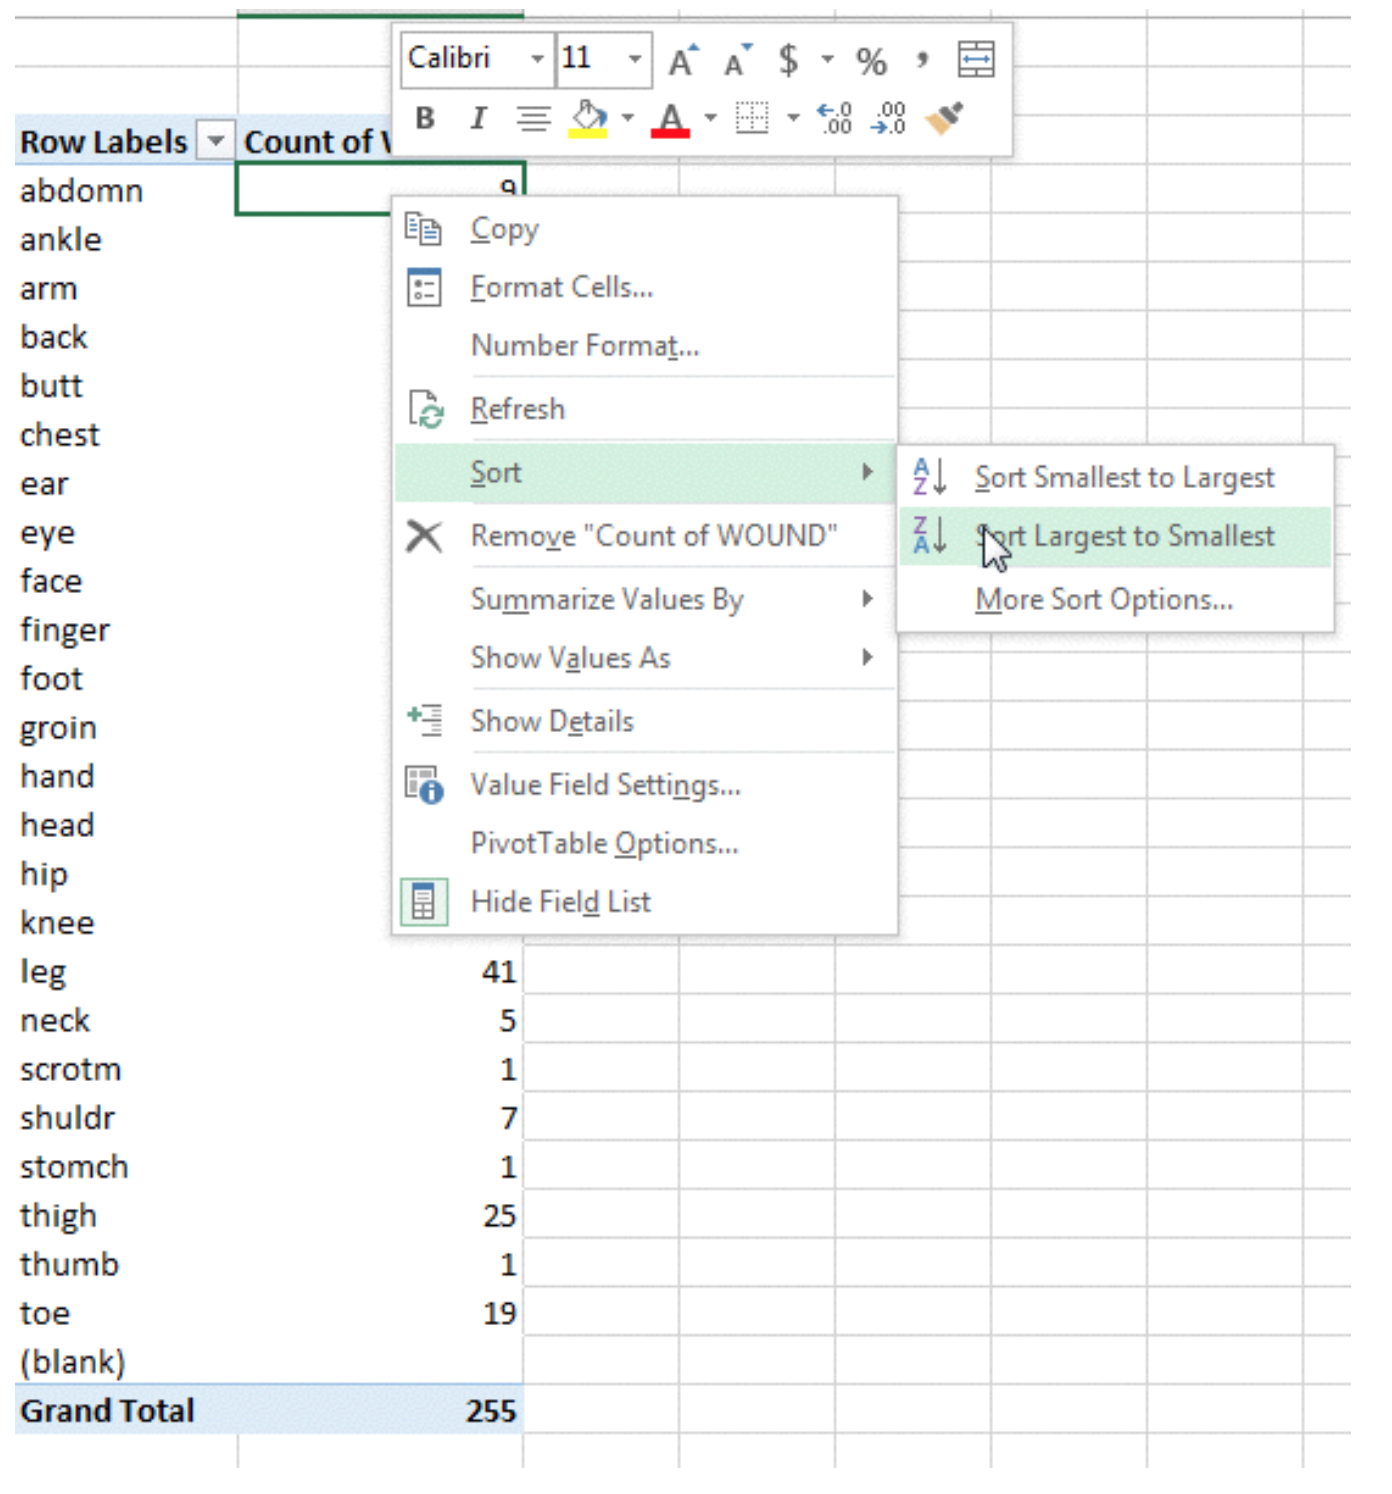 Calibri 11 A A $ % ,
B I A .0 .00 .00 .0
Row Labels Count of
abdomn 9
ankle
arm
back
butt
chest
ear
eye
face
finger
foot
groin
hand
head
hip
knee
leg 41
neck 5
scrotm 1
shuldr 7
stomch 1
thigh 25
thumb 1
toe 19
(blank)
Grand Total 255
Copy
Format Cells...
Number Format...
Refresh
Sort
Remove "Count of WOUND"
Summarize Values By
Show Values As
Show Details
Value Field Settings...
PivotTable Options...
Hide Field List
A Z Sort Smallest to Largest
Z A Sort Largest to Smallest
More Sort Options...